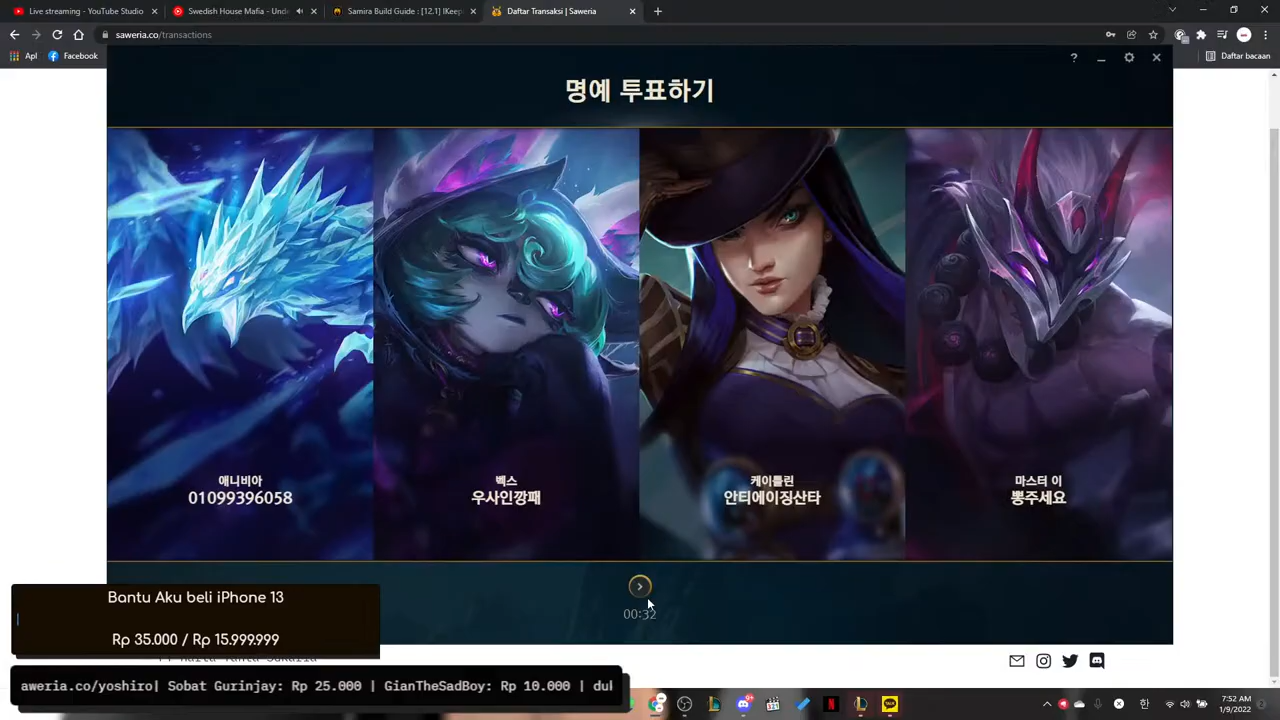 Live streaming - YouTube Studio
Swedish House Mafia - Und
Samira Build Guide : [12.1] IKeep
Daftar Transaksi | Saweria
saweria.co/transactions
Apl
Facebook
Daftar bacaan
명예 투표하기
애니비아
01099396058
벡스
우사인깡패
케이틀린
안티에이징산타
마스터 이
뽕주세요
00:32
Bantu Aku beli iPhone 13
Rp 35.000 / Rp 15.999.999
aweria.co/yoshiro| Sobat Gurinjay: Rp 25.000 | GianTheSadBoy: Rp 10.000 | dul
TALK
한
7:52 AM
1/9/2022